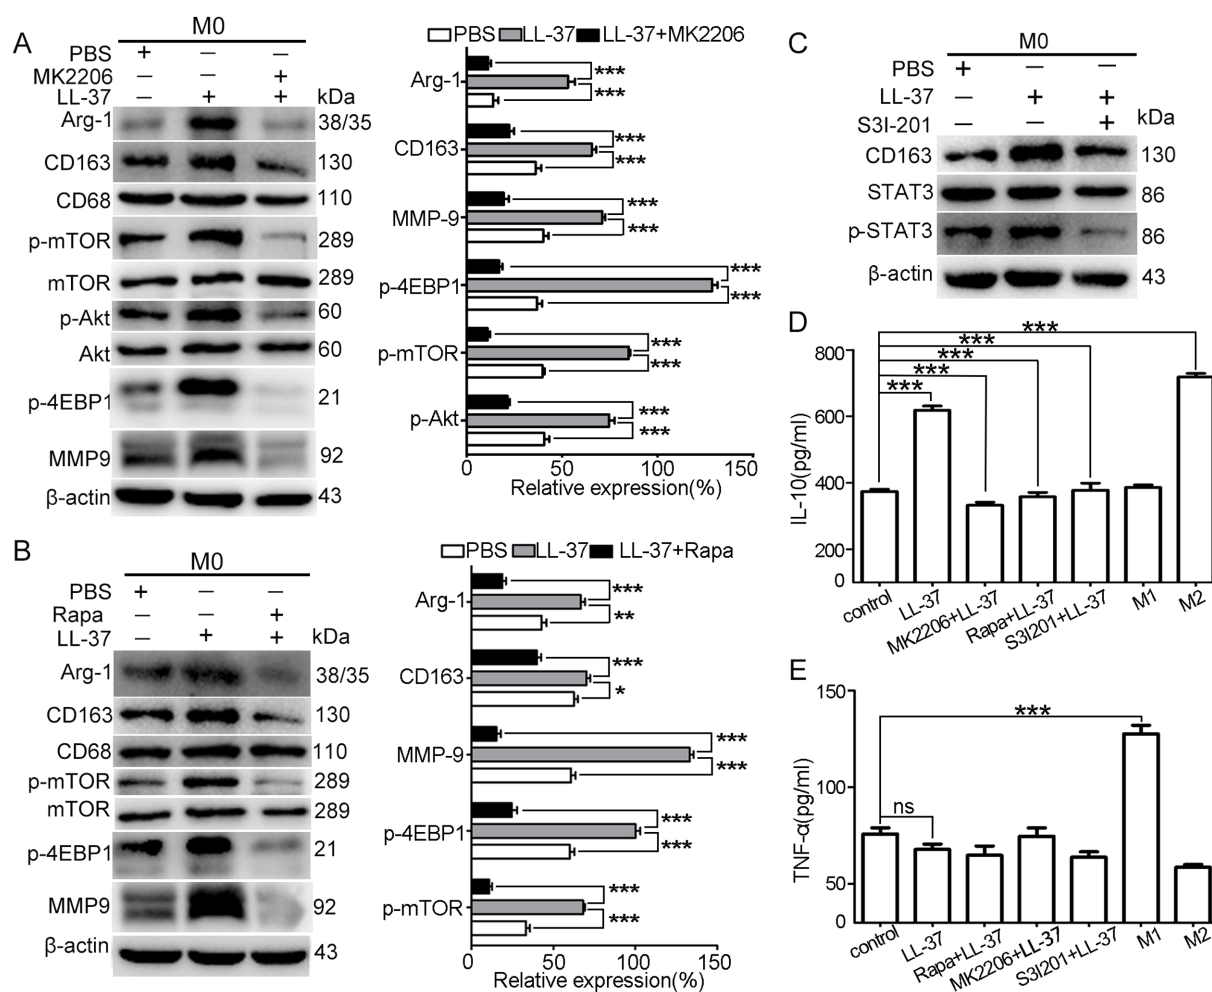 A
M0
PBS + — —
MK2206 — — +
LL-37 — + + kDa
Arg-1 38/35
CD163 130
CD68 110
p-mTOR 289
mTOR 289
p-Akt 60
Akt 60
p-4EBP1 21
MMP9 92
β-actin 43
PBS LL-37 LL-37+MK2206
Arg-1 *** ***
CD163 *** ***
MMP-9 *** ***
p-4EBP1 *** ***
p-mTOR *** ***
p-Akt *** ***
0 50 100 150
Relative expression(%)
B
M0
PBS + — —
Rapa — — +
LL-37 — + + kDa
Arg-1 38/35
CD163 130
CD68 110
p-mTOR 289
mTOR 289
p-4EBP1 21
MMP9 92
β-actin 43
PBS LL-37 LL-37+Rapa
Arg-1 *** **
CD163 *** *
MMP-9 *** ***
p-4EBP1 *** ***
p-mTOR *** ***
0 50 100 150
Relative expression(%)
C
M0
PBS + — —
LL-37 — + +
S3I-201 — — + kDa
CD163 130
STAT3 86
p-STAT3 86
β-actin 43
D
***
***
***
***
***
IL-10(pg/ml)
800
600
400
200
0
control LL-37 MK2206+LL-37 Rapa+LL-37 S3I201+LL-37 M1 M2
E
***
ns
TNF-α(pg/ml)
150
100
50
0
control LL-37 Rapa+LL-37 MK2206+LL-37 S3I201+LL-37 M1 M2